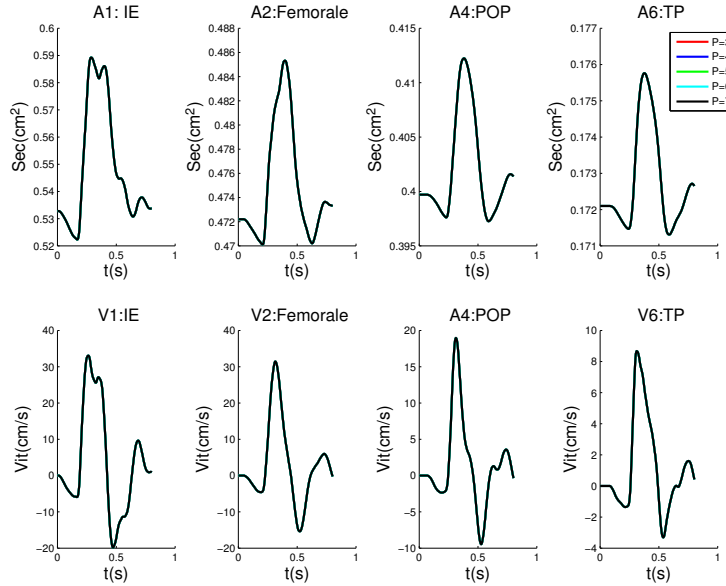 A1: IE
A2:Femorale
A4:POP
A6:TP
Sec(cm²)
0.6
0.59
0.58
0.57
0.56
0.55
0.54
0.53
0.52
0 0.5 1
t(s)
Sec(cm²)
0.488
0.486
0.484
0.482
0.48
0.478
0.476
0.474
0.472
0.47
0 0.5 1
t(s)
Sec(cm²)
0.415
0.41
0.405
0.4
0.395
0 0.5 1
t(s)
Sec(cm²)
0.177
0.176
0.175
0.174
0.173
0.172
0.171
0 0.5 1
t(s)
P=
P=
P=
P=
P=
V1:IE
V2:Femorale
A4:POP
V6:TP
Vit(cm/s)
40
30
20
10
0
−10
−20
0 0.5 1
t(s)
Vit(cm/s)
40
30
20
10
0
−10
−20
0 0.5 1
t(s)
Vit(cm/s)
20
15
10
5
0
−5
−10
0 0.5 1
t(s)
Vit(cm/s)
10
8
6
4
2
0
−2
−4
0 0.5 1
t(s)